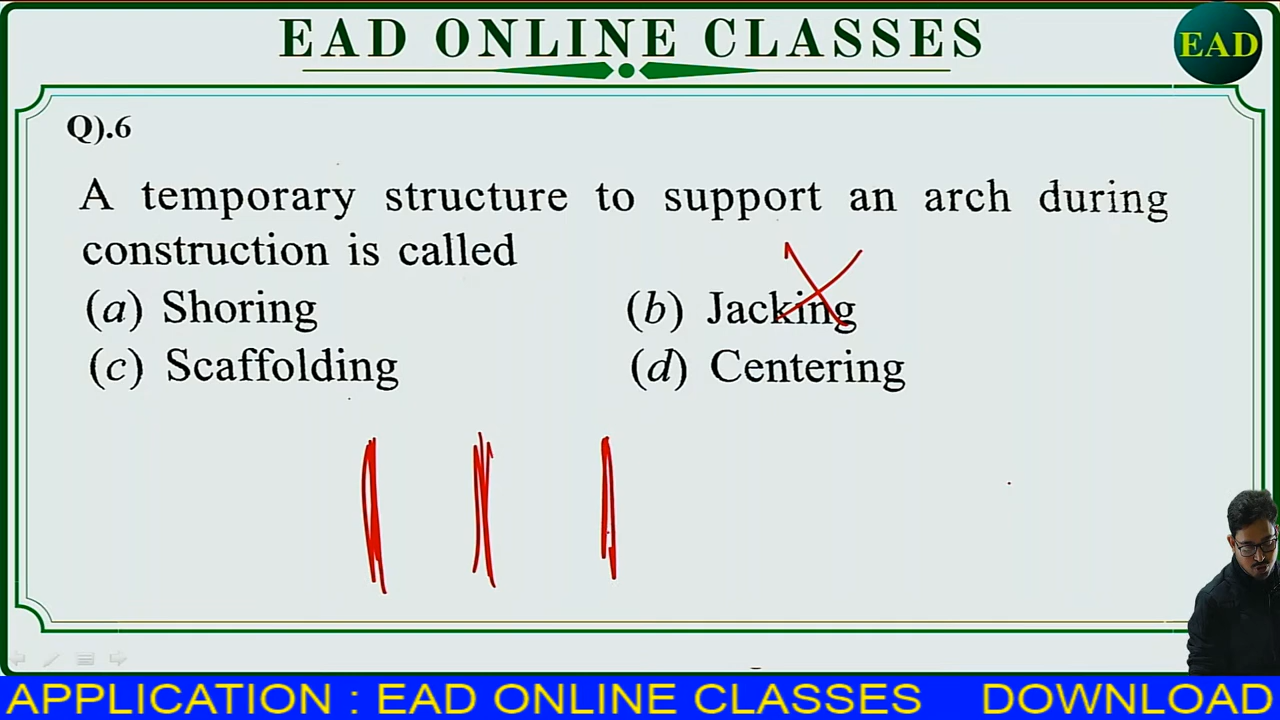 EAD ONLINE CLASSES
EAD
Q).6
A temporary structure to support an arch during
construction is called
(a) Shoring (b) Jacking
(c) Scaffolding (d) Centering
APPLICATION : EAD ONLINE CLASSES DOWNLOAD